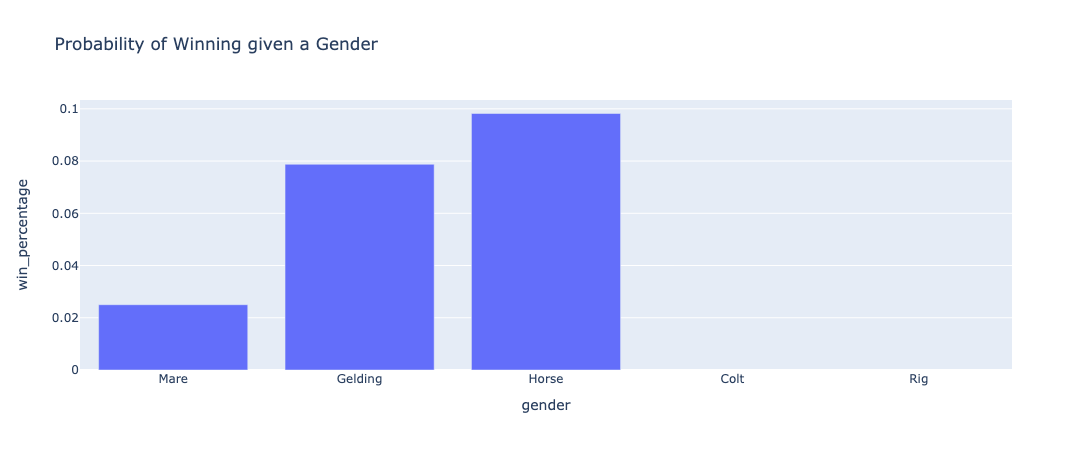 Probability of Winning given a Gender
0.1
0.08
0.06
0.04
0.02
0
win_percentage
Mare Gelding Horse Colt Rig
gender